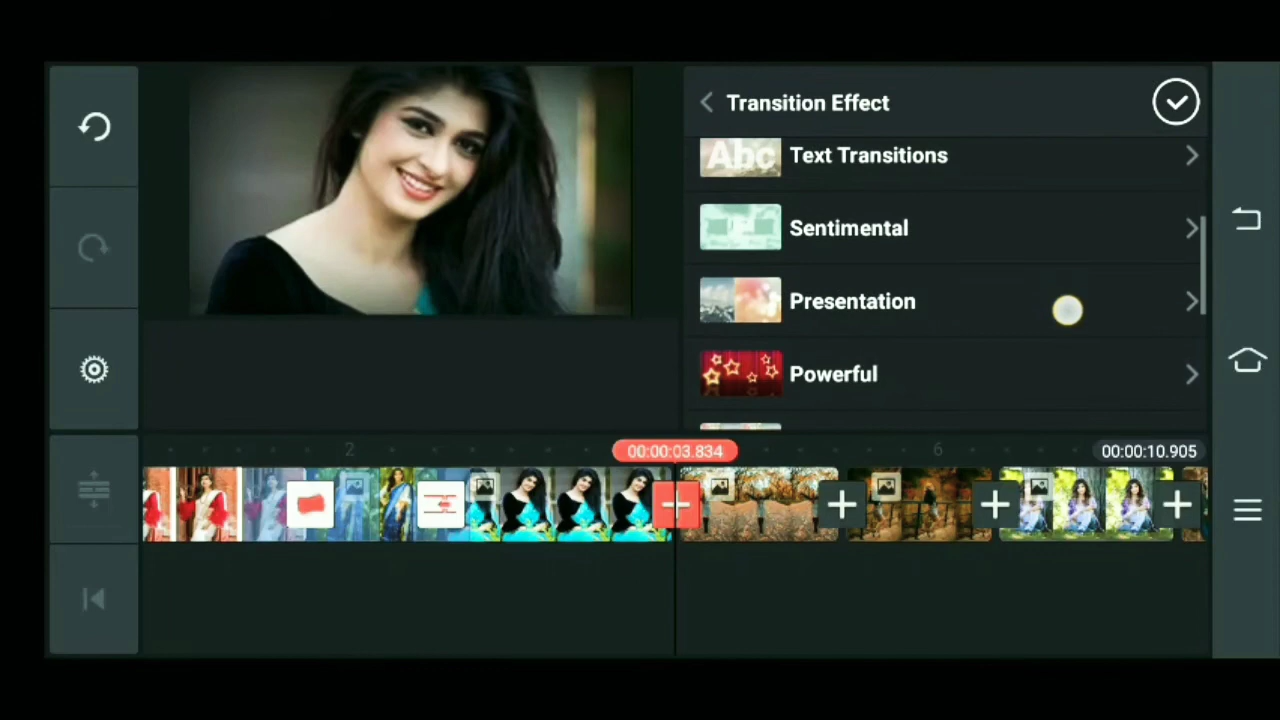 Transition Effect
Abc Text Transitions
Sentimental
Presentation
Powerful
2
00:00:03.834
6
00:00:10.905